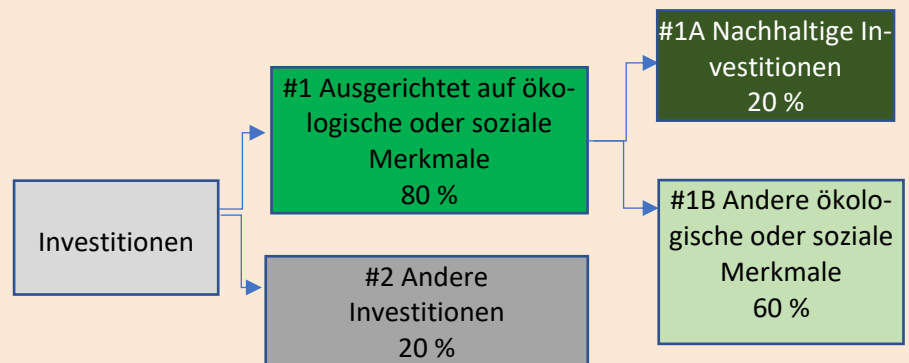 Investitionen
#1 Ausgerichtet auf öko-
logische oder soziale
Merkmale
80 %
#2 Andere
Investitionen
20 %
#1A Nachhaltige In-
vestitionen
20 %
#1B Andere ökolo-
gische oder soziale
Merkmale
60 %